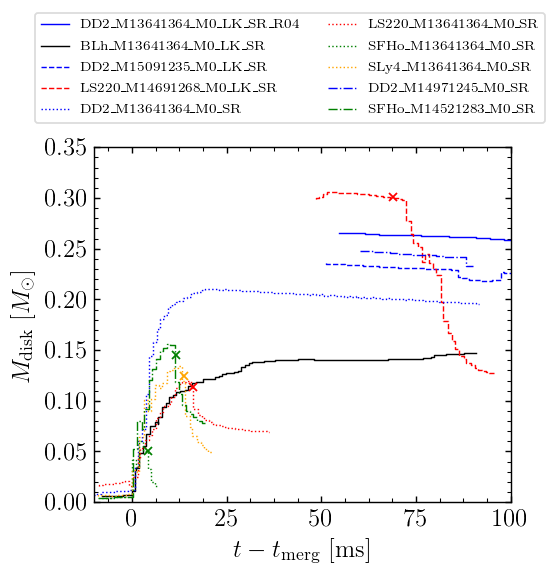 DD2_M13641364_M0_LK_SR_R04
BLh_M13641364_M0_LK_SR
DD2_M15091235_M0_LK_SR
LS220_M14691268_M0_LK_SR
DD2_M13641364_M0_SR
LS220_M13641364_M0_SR
SFHo_M13641364_M0_SR
SLy4_M13641364_M0_SR
DD2_M14971245_M0_SR
SFHo_M14521283_M0_SR
0.35
0.30
0.25
0.20
0.15
0.10
0.05
0.00
M_disk [M_⊙]
0 25 50 75 100
t − t_merg [ms]